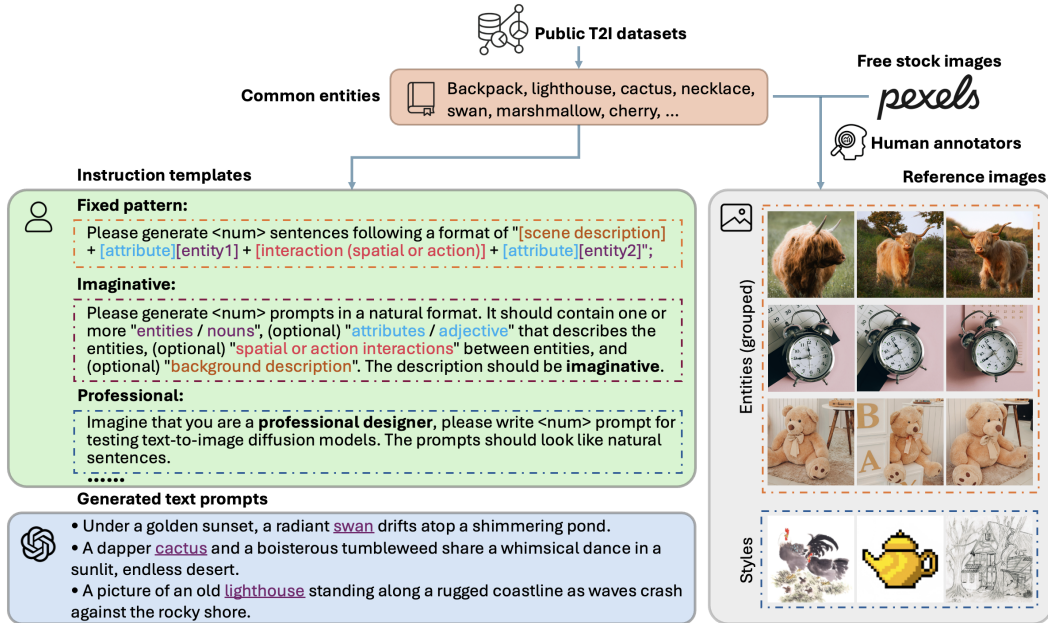 Public T2I datasets
Free stock images
Common entities
Backpack, lighthouse, cactus, necklace,
swan, marshmallow, cherry, ...
pexels
Human annotators
Instruction templates
Reference images
Fixed pattern:
Please generate <num> sentences following a format of "[scene description]
+ [attribute][entity1] + [interaction (spatial or action)] + [attribute][entity2]";
Imaginative:
Please generate <num> prompts in a natural format. It should contain one or
more "entities / nouns", (optional) "attributes / adjective" that describes the
entities, (optional) "spatial or action interactions" between entities, and
(optional) "background description". The description should be imaginative.
Professional:
Imagine that you are a professional designer, please write <num> prompt for
testing text-to-image diffusion models. The prompts should look like natural
sentences.
......
Generated text prompts
• Under a golden sunset, a radiant swan drifts atop a shimmering pond.
• A dapper cactus and a boisterous tumbleweed share a whimsical dance in a
sunlit, endless desert.
• A picture of an old lighthouse standing along a rugged coastline as waves crash
against the rocky shore.
Entities (grouped)
B
A
Styles